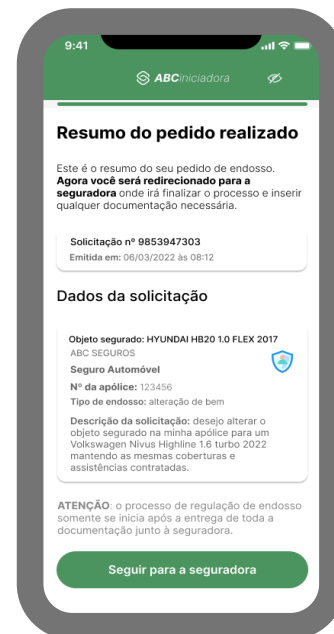 9:41
ABCIniciadora
Resumo do pedido realizado
Este é o resumo do seu pedido de endosso.
Agora você será redirecionado para a
seguradora onde irá finalizar o processo e inserir
qualquer documentação necessária.
Solicitação nº 9853947303
Emitida em: 06/03/2022 às 08:12
Dados da solicitação
Objeto segurado: HYUNDAI HB20 1.0 FLEX 2017
ABC SEGUROS
Seguro Automóvel
Nº da apólice: 123456
Tipo de endosso: alteração de bem
Descrição da solicitação: desejo alterar o
objeto segurado na minha apólice para um
Volkswagen Nivus Highline 1.6 turbo 2022
mantendo as mesmas coberturas e
assistências contratadas.
ATENÇÃO: o processo de regulação de endosso
somente se inicia após a entrega de toda a
documentação junto à seguradora.
Seguir para a seguradora